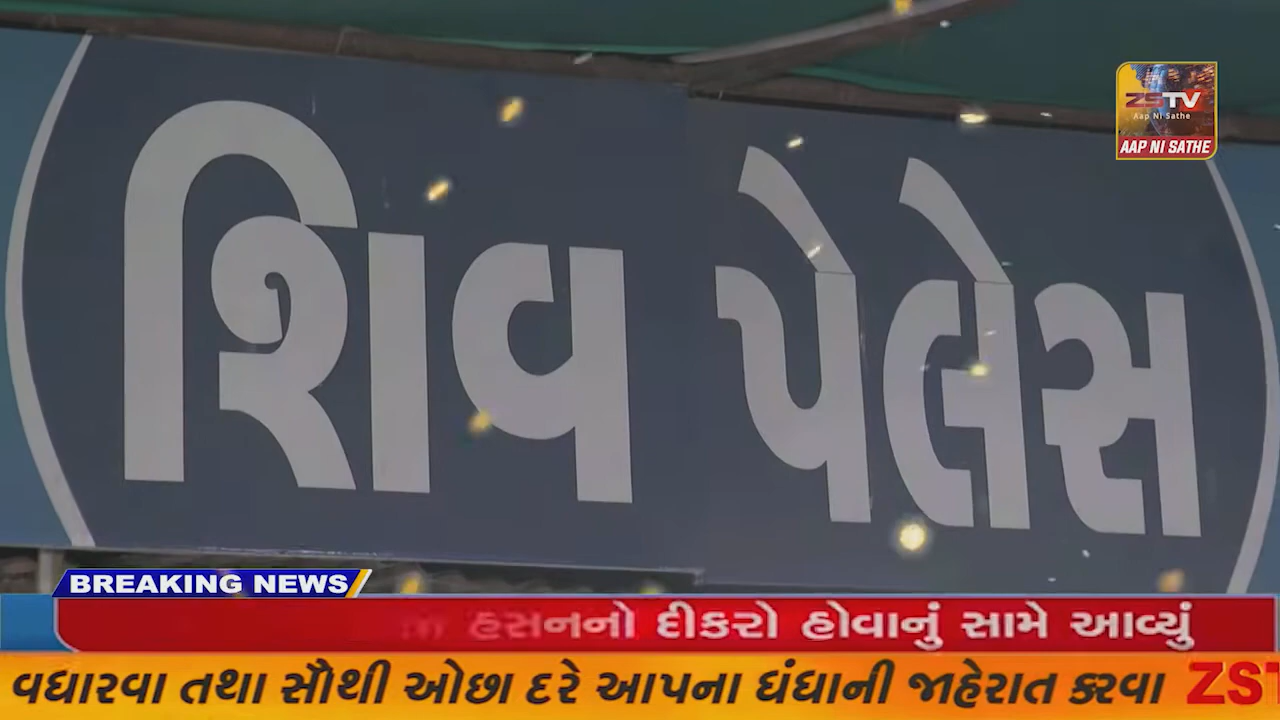 શિવ પેલેસ
ZSTV
Aap Ni Sathe
AAP NI SATHE
BREAKING NEWS
હસનનો દીકરો હોવાનું સામે આવ્યું
વધારવા તથા સૌથી ઓછા દરે આપના ધંધાની જાહેરાત કરવા ZST